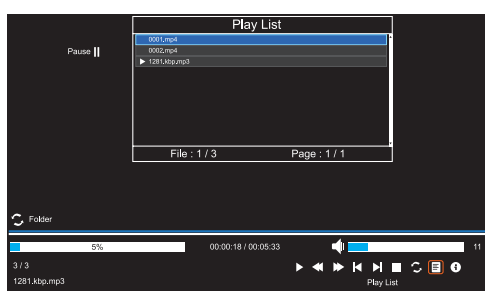 Play List
0001.mp4
Pause
0002.mp4
1281.kbp.mp3
File : 1 / 3 Page : 1 / 1
Folder
5% 00:00:18 / 00:05:33 11
3 / 3
1281.kbp.mp3 Play List